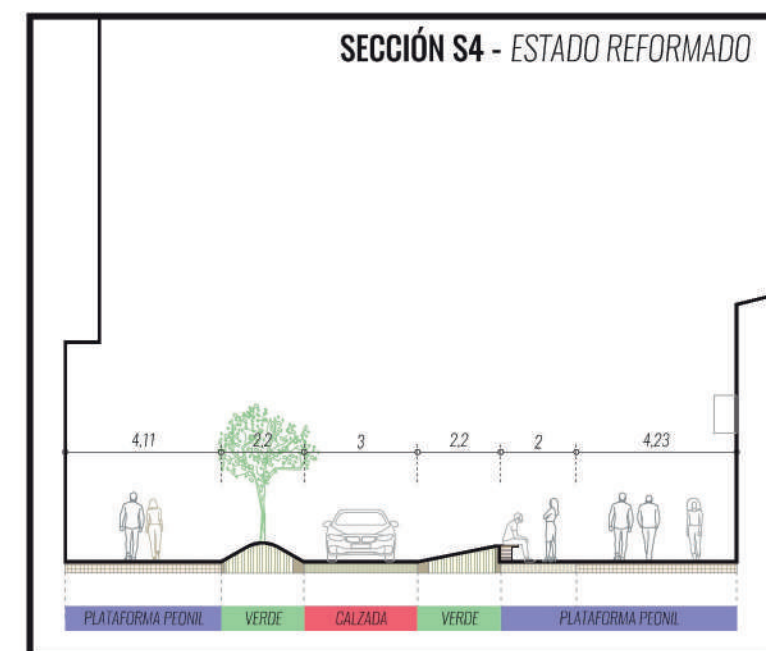 SECCIÓN S4 - ESTADO REFORMADO
4,11 2,2 3 2,2 2 4,23
PLATAFORMA PEONIL VERDE CALZADA VERDE PLATAFORMA PEONIL